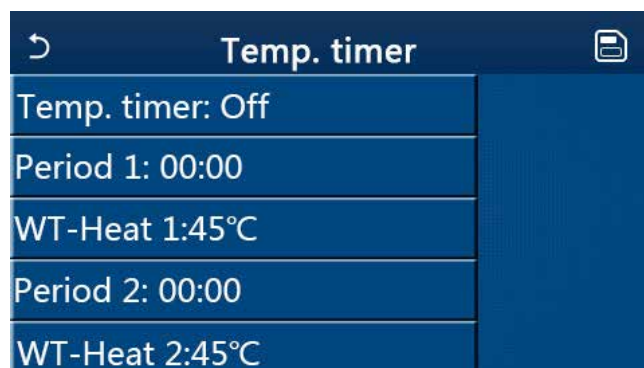 Temp. timer
Temp. timer: Off
Period 1: 00:00
WT-Heat 1:45℃
Period 2: 00:00
WT-Heat 2:45℃